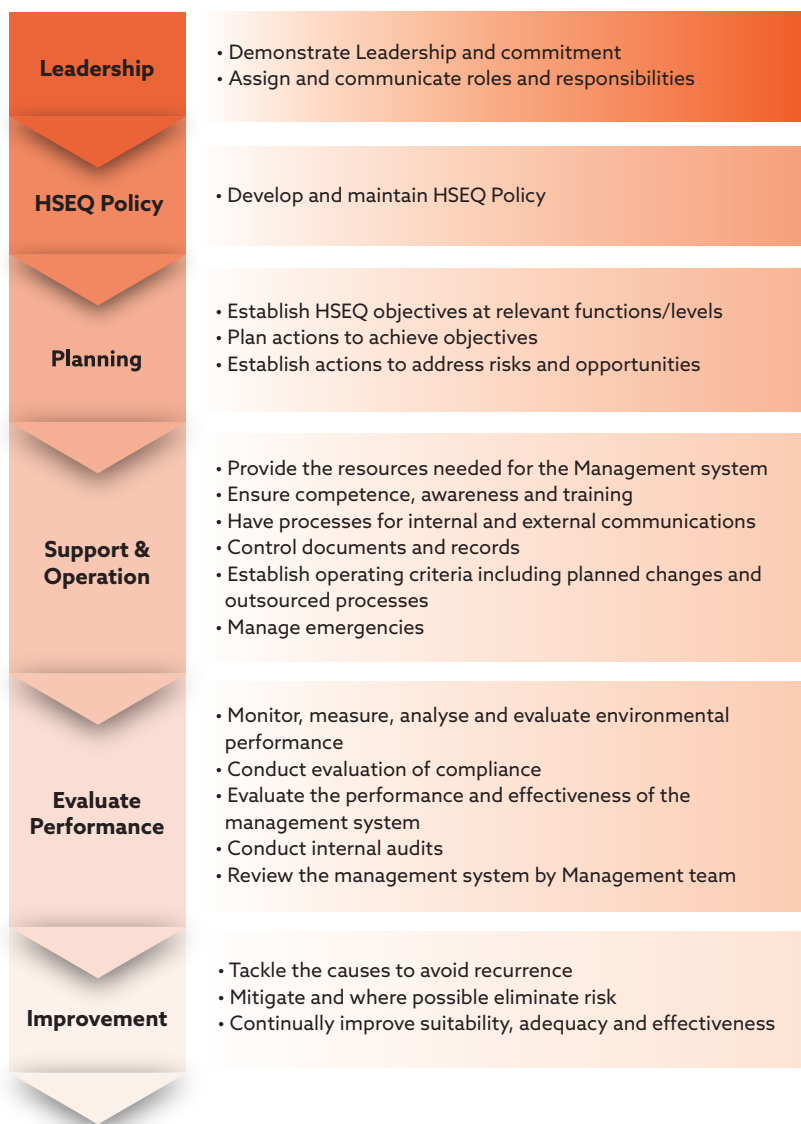 Leadership
• Demonstrate Leadership and commitment
• Assign and communicate roles and responsibilities
HSEQ Policy
• Develop and maintain HSEQ Policy
Planning
• Establish HSEQ objectives at relevant functions/levels
• Plan actions to achieve objectives
• Establish actions to address risks and opportunities
Support &
Operation
• Provide the resources needed for the Management system
• Ensure competence, awareness and training
• Have processes for internal and external communications
• Control documents and records
• Establish operating criteria including planned changes and
outsourced processes
• Manage emergencies
Evaluate
Performance
• Monitor, measure, analyse and evaluate environmental
performance
• Conduct evaluation of compliance
• Evaluate the performance and effectiveness of the
management system
• Conduct internal audits
• Review the management system by Management team
Improvement
• Tackle the causes to avoid recurrence
• Mitigate and where possible eliminate risk
• Continually improve suitability, adequacy and effectiveness